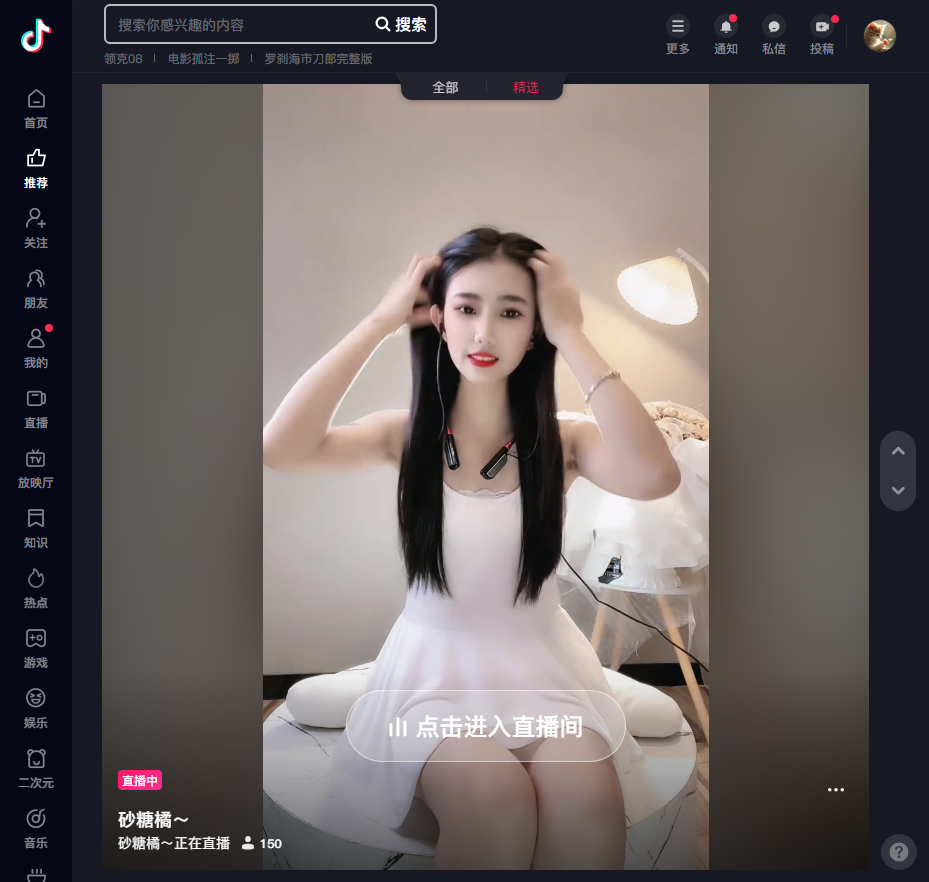 搜索你感兴趣的内容
搜索
领克08
电影孤注一掷
罗刹海市刀郎完整版
更多
通知
私信
投稿
全部
精选
首页
推荐
关注
朋友
我的
直播
TV
放映厅
知识
热点
游戏
娱乐
二次元
音乐
点击进入直播间
直播中
砂糖橘～
砂糖橘～正在直播 150
?